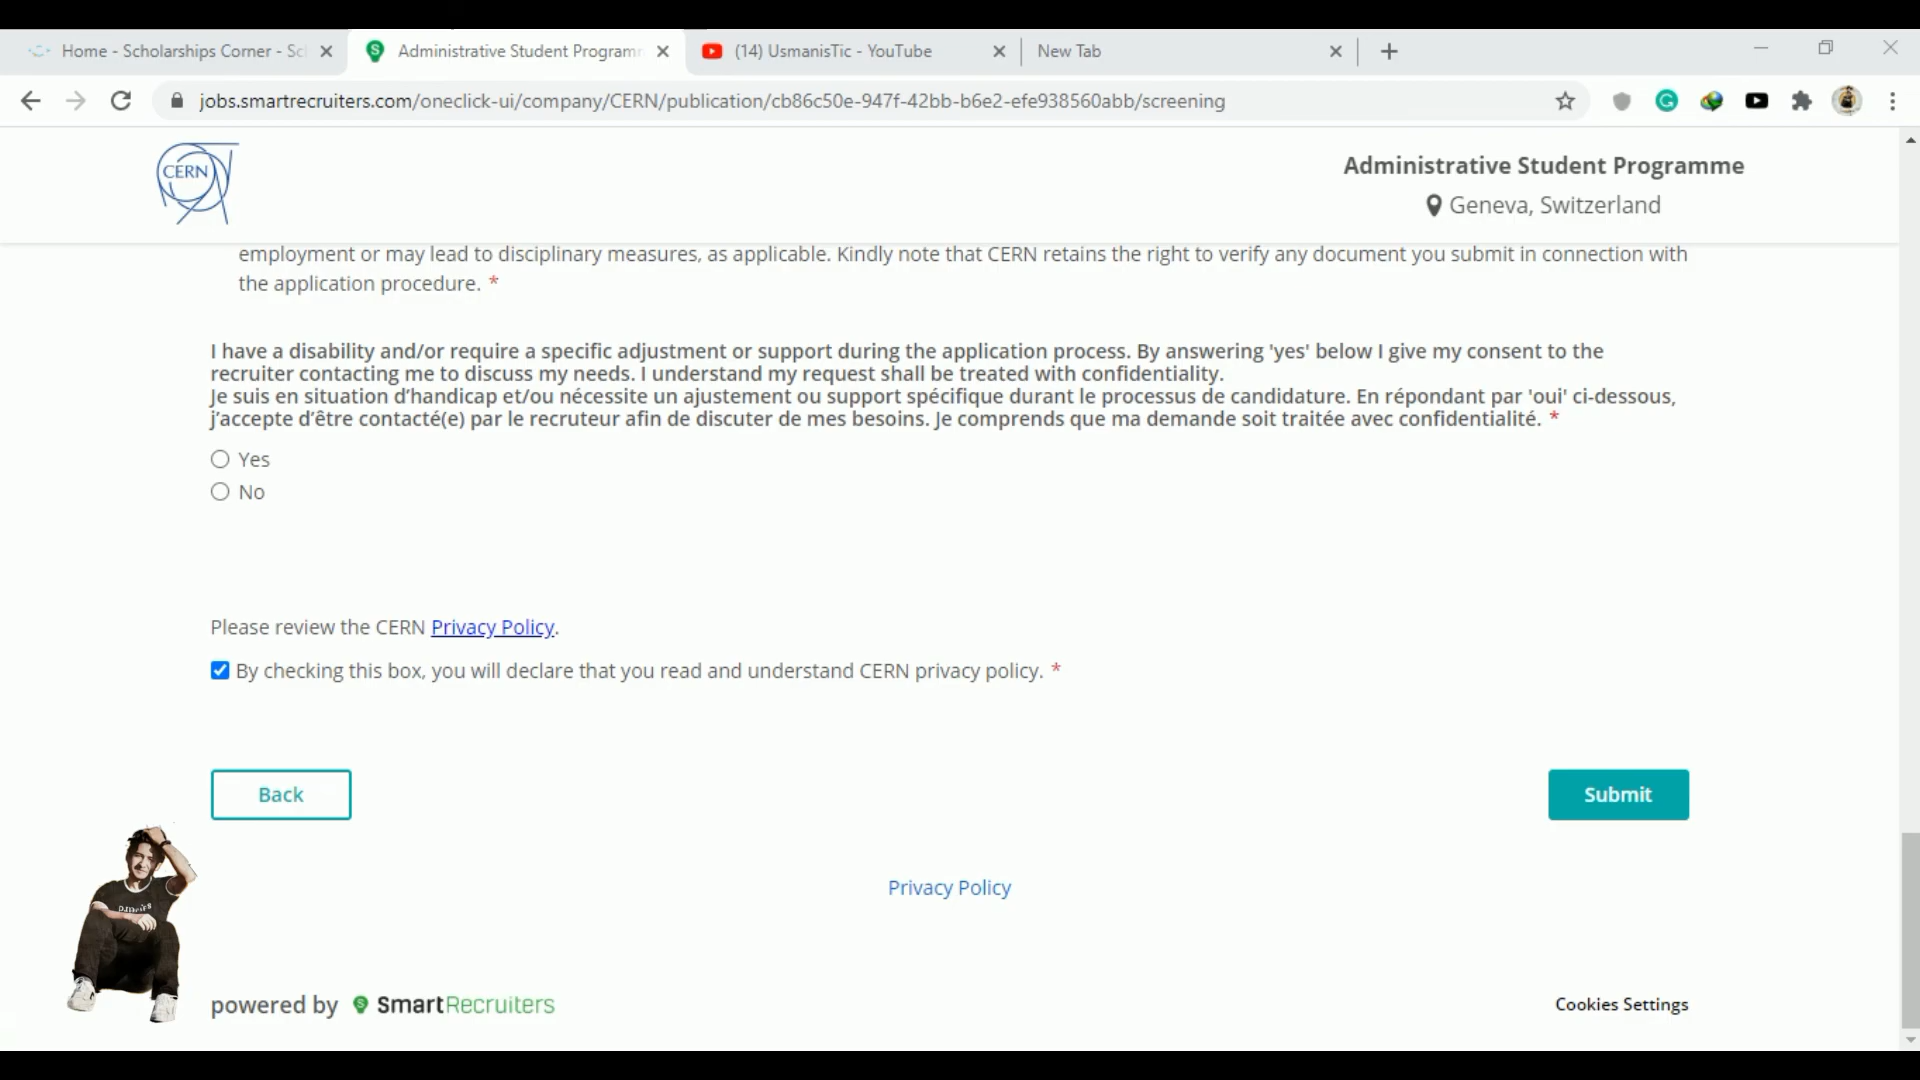 Home - Scholarships Corner - Sc
Administrative Student Program
(14) UsmanisTic - YouTube
New Tab
jobs.smartrecruiters.com/oneclick-ui/company/CERN/publication/cb86c50e-947f-42bb-b6e2-efe938560abb/screening
CERN
Administrative Student Programme
Geneva, Switzerland
employment or may lead to disciplinary measures, as applicable. Kindly note that CERN retains the right to verify any document you submit in connection with
the application procedure. *
I have a disability and/or require a specific adjustment or support during the application process. By answering 'yes' below I give my consent to the
recruiter contacting me to discuss my needs. I understand my request shall be treated with confidentiality.
Je suis en situation d’handicap et/ou nécessite un ajustement ou support spécifique durant le processus de candidature. En répondant par 'oui' ci-dessous,
j’accepte d’être contacté(e) par le recruteur afin de discuter de mes besoins. Je comprends que ma demande soit traitée avec confidentialité. *
Yes
No
Please review the CERN Privacy Policy.
By checking this box, you will declare that you read and understand CERN privacy policy. *
Back
Submit
Privacy Policy
powered by SmartRecruiters
Cookies Settings